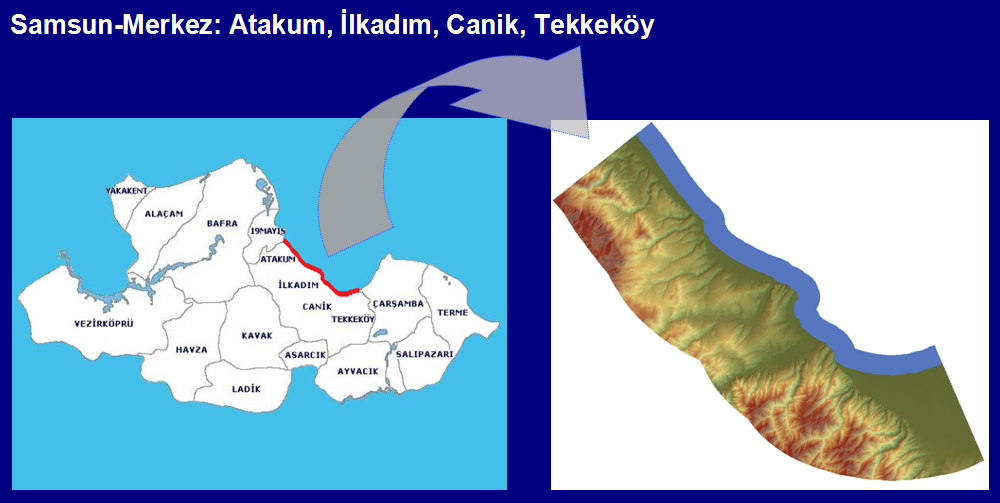 Samsun-Merkez: Atakum, İlkadım, Canik, Tekkeköy
YAKAKENT
ALAÇAM
BAFRA
19MAYIS
ATAKUM
İLKADIM
CANİK
ÇARŞAMBA
TERME
TEKKEKÖY
VEZİRKÖPRÜ
KAVAK
HAVZA
ASARCIK
SALIPAZARI
AYVACIK
LADİK